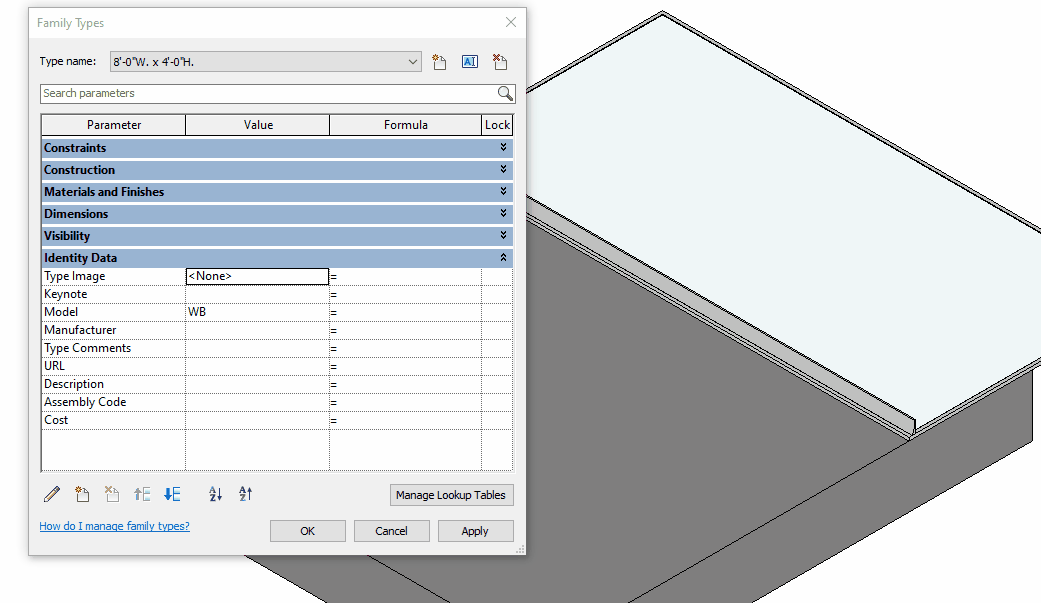 Family Types
Type name: 8'-0"W. x 4'-0"H.
Search parameters
Parameter Value Formula Lock
Constraints
Construction
Materials and Finishes
Dimensions
Visibility
Identity Data
Type Image <None> =
Keynote =
Model WB =
Manufacturer =
Type Comments =
URL =
Description =
Assembly Code =
Cost =
Manage Lookup Tables
How do I manage family types?
OK Cancel Apply